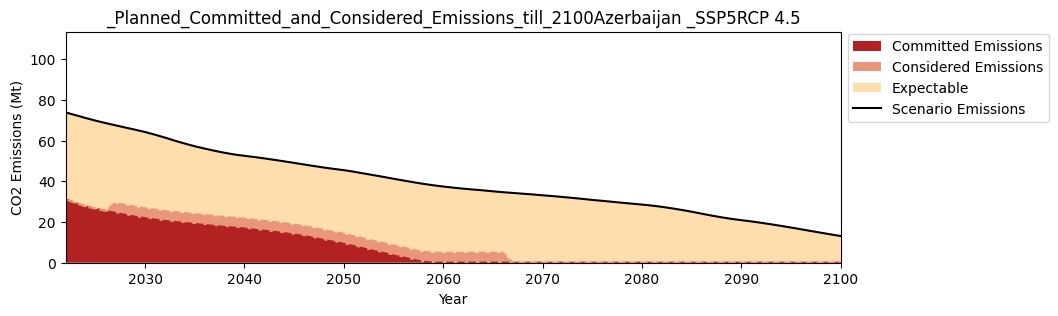 _Planned_Committed_and_Considered_Emissions_till_2100Azerbaijan _SSP5RCP 4.5
CO2 Emissions (Mt)
100
80
60
40
20
0
2030 2040 2050 2060 2070 2080 2090 2100
Year
Committed Emissions
Considered Emissions
Expectable
Scenario Emissions